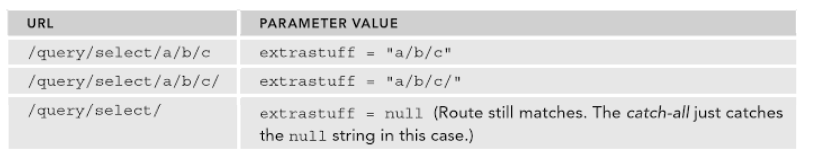 URL PARAMETER VALUE
/query/select/a/b/c extrastuff = "a/b/c"
/query/select/a/b/c/ extrastuff = "a/b/c/"
/query/select/ extrastuff = null (Route still matches. The catch-all just catches
the null string in this case.)